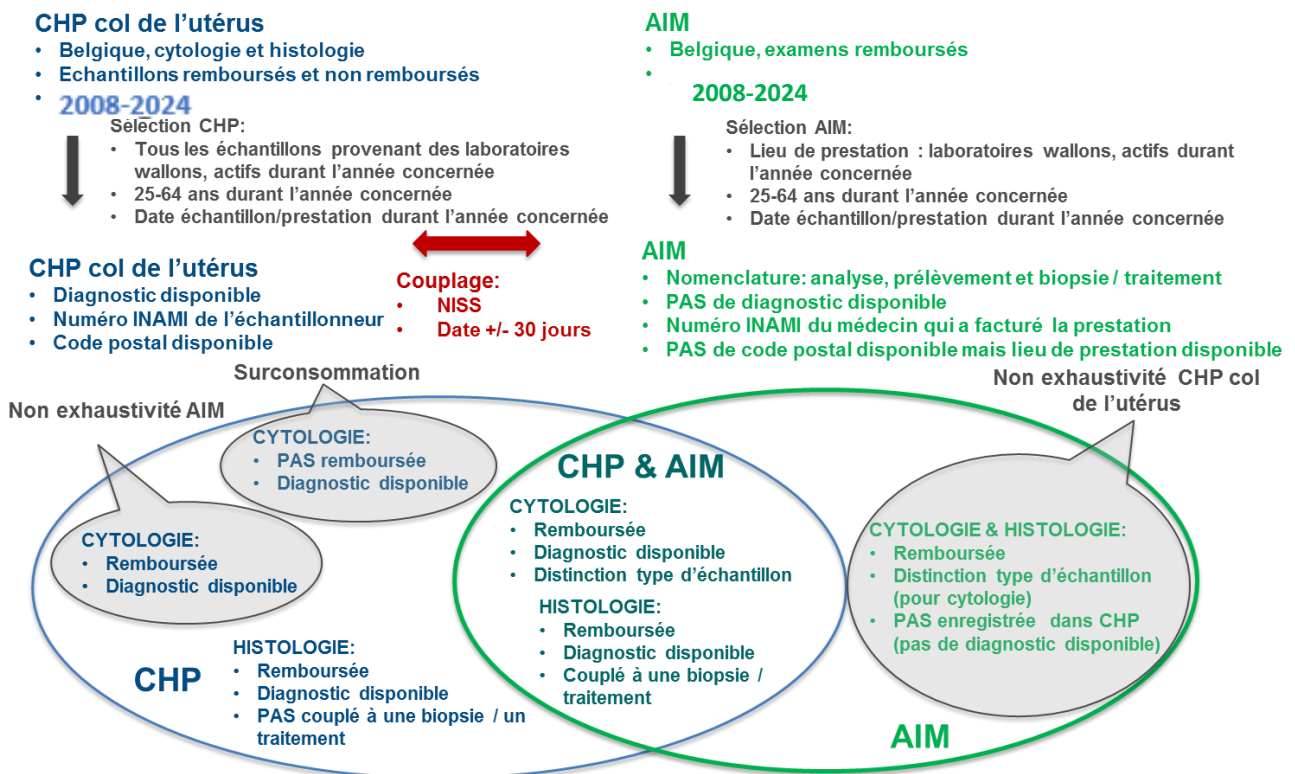 CHP col de l’utérus
• Belgique, cytologie et histologie
• Echantillons remboursés et non remboursés
• 2008-2024
Sélection CHP:
• Tous les échantillons provenant des laboratoires
wallons, actifs durant l’année concernée
• 25-64 ans durant l’année concernée
• Date échantillon/prestation durant l’année concernée
AIM
• Belgique, examens remboursés
•
2008-2024
Sélection AIM:
• Lieu de prestation : laboratoires wallons, actifs durant
l’année concernée
• 25-64 ans durant l’année concernée
• Date échantillon/prestation durant l’année concernée
CHP col de l’utérus
• Diagnostic disponible
• Numéro INAMI de l’échantillonneur
• Code postal disponible
Couplage:
• NISS
• Date +/- 30 jours
AIM
• Nomenclature: analyse, prélèvement et biopsie / traitement
• PAS de diagnostic disponible
• Numéro INAMI du médecin qui a facturé la prestation
• PAS de code postal disponible mais lieu de prestation disponible
Non exhaustivité AIM
Surconsommation
Non exhaustivité CHP col
de l’utérus
CYTOLOGIE:
• PAS remboursée
• Diagnostic disponible
CYTOLOGIE:
• Remboursée
• Diagnostic disponible
HISTOLOGIE:
• Remboursée
• Diagnostic disponible
• PAS couplé à une biopsie / un
traitement
CHP
CHP & AIM
CYTOLOGIE:
• Remboursée
• Diagnostic disponible
• Distinction type d’échantillon
HISTOLOGIE:
• Remboursée
• Diagnostic disponible
• Couplé à une biopsie /
traitement
CYTOLOGIE & HISTOLOGIE:
• Remboursée
• Distinction type d’échantillon
(pour cytologie)
• PAS enregistrée dans CHP
(pas de diagnostic disponible)
AIM